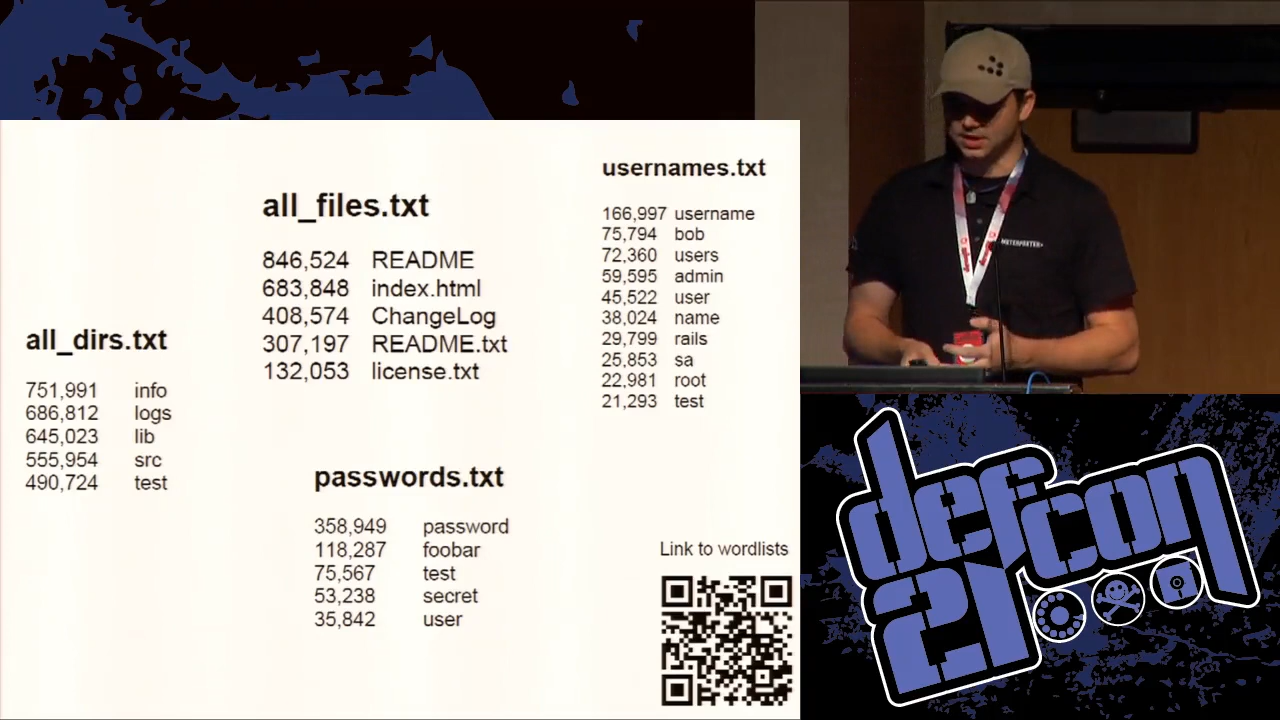 all_dirs.txt
751,991 info
686,812 logs
645,023 lib
555,954 src
490,724 test
all_files.txt
846,524 README
683,848 index.html
408,574 ChangeLog
307,197 README.txt
132,053 license.txt
passwords.txt
358,949 password
118,287 foobar
75,567 test
53,238 secret
35,842 user
usernames.txt
166,997 username
75,794 bob
72,360 users
59,595 admin
45,522 user
38,024 name
29,799 rails
25,853 sa
22,981 root
21,293 test
Link to wordlists
defcon
21